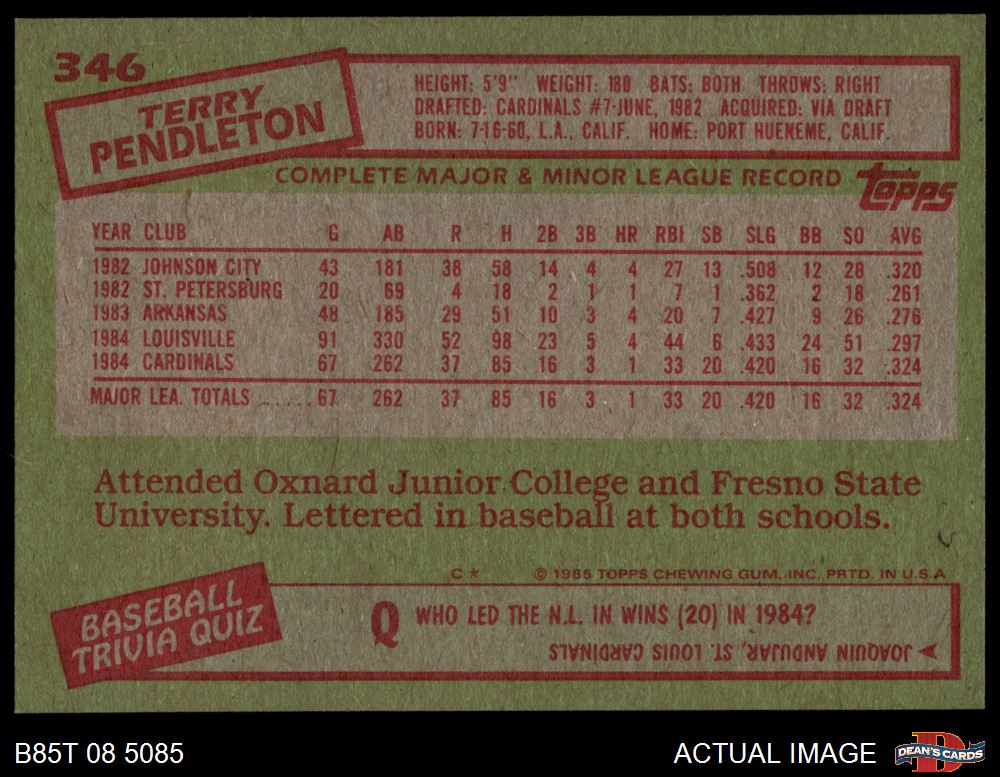 346
TERRY
PENDLETON
HEIGHT: 5'9" WEIGHT: 180 BATS: BOTH THROWS: RIGHT
DRAFTED: CARDINALS #7-JUNE, 1982 ACQUIRED: VIA DRAFT
BORN: 7-16-60, L.A., CALIF. HOME: PORT HUENEME, CALIF.
COMPLETE MAJOR & MINOR LEAGUE RECORD topps
YEAR CLUB G AB R H 2B 3B HR RBI SB SLG BB SO AVG
1982 JOHNSON CITY 43 181 38 58 14 4 4 27 13 .508 12 28 .320
1982 ST. PETERSBURG 20 69 4 18 2 1 1 7 1 .362 2 18 .261
1983 ARKANSAS 48 185 29 51 10 3 4 20 7 .427 9 26 .276
1984 LOUISVILLE 91 330 52 98 23 5 4 44 6 .433 24 51 .297
1984 CARDINALS 67 262 37 85 16 3 1 33 20 .420 16 32 .324
MAJOR LEA. TOTALS ......67 262 37 85 16 3 1 33 20 .420 16 32 .324
Attended Oxnard Junior College and Fresno State
University. Lettered in baseball at both schools.
C* © 1985 TOPPS CHEWING GUM, INC. PRTD. IN U.S.A
BASEBALL
TRIVIA QUIZ
Q WHO LED THE N.L. IN WINS (20) IN 1984?
JOAQUIN ANDUJAR, ST. LOUIS CARDINALS
B85T 08 5085
ACTUAL IMAGE
D
DEAN'S CARDS